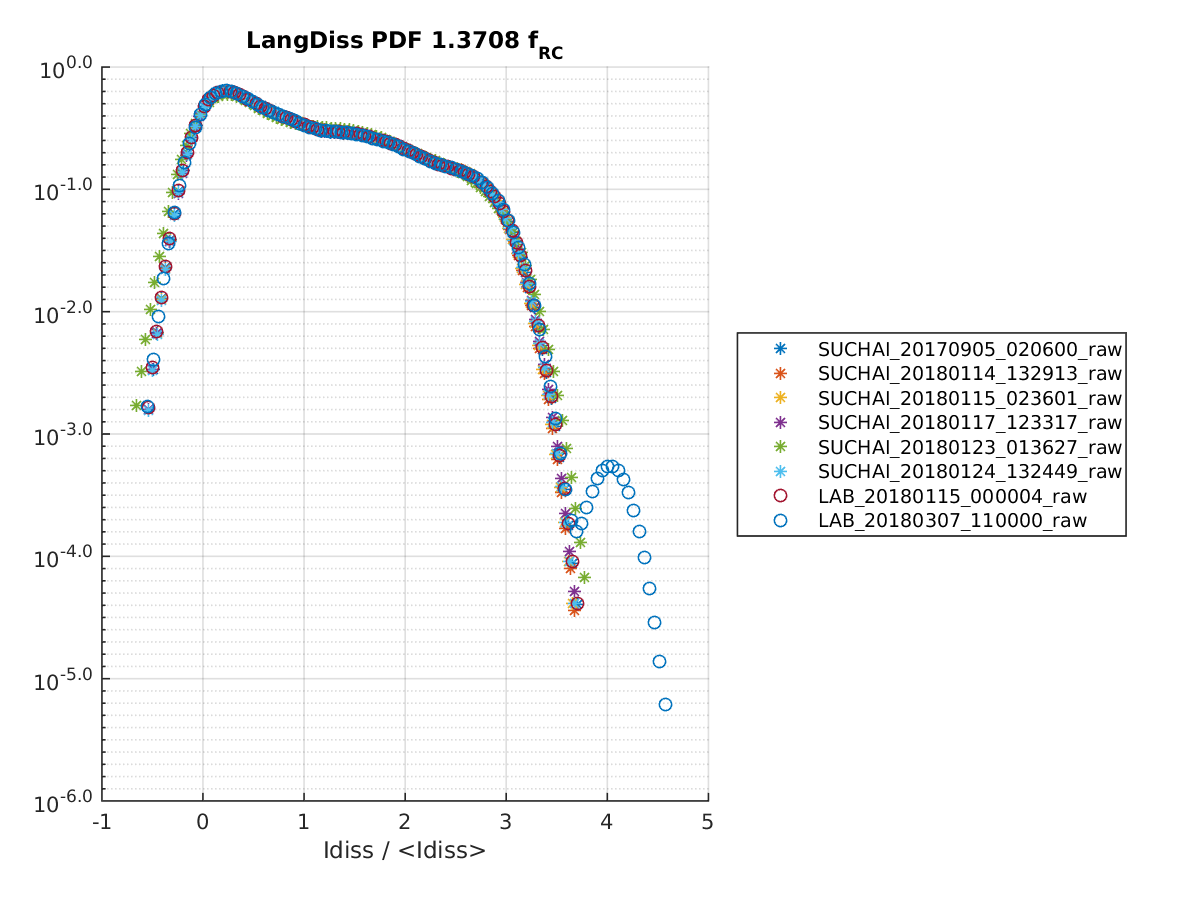 LangDiss PDF 1.3708 f_RC
10^0.0
10^-1.0
10^-2.0
10^-3.0
10^-4.0
10^-5.0
10^-6.0
-1 0 1 2 3 4 5
Idiss / <Idiss>
SUCHAI_20170905_020600_raw
SUCHAI_20180114_132913_raw
SUCHAI_20180115_023601_raw
SUCHAI_20180117_123317_raw
SUCHAI_20180123_013627_raw
SUCHAI_20180124_132449_raw
LAB_20180115_000004_raw
LAB_20180307_110000_raw